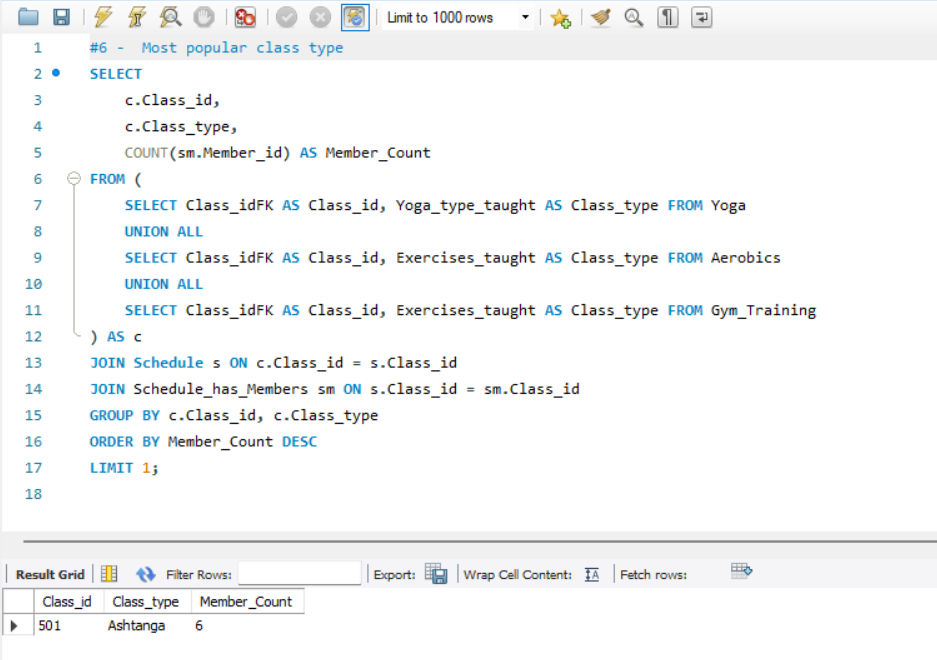 Limit to 1000 rows
1 #6 -  Most popular class type
2 SELECT
3     c.Class_id,
4     c.Class_type,
5     COUNT(sm.Member_id) AS Member_Count
6 FROM (
7     SELECT Class_idFK AS Class_id, Yoga_type_taught AS Class_type FROM Yoga
8     UNION ALL
9     SELECT Class_idFK AS Class_id, Exercises_taught AS Class_type FROM Aerobics
10     UNION ALL
11     SELECT Class_idFK AS Class_id, Exercises_taught AS Class_type FROM Gym_Training
12 ) AS c
13 JOIN Schedule s ON c.Class_id = s.Class_id
14 JOIN Schedule_has_Members sm ON s.Class_id = sm.Class_id
15 GROUP BY c.Class_id, c.Class_type
16 ORDER BY Member_Count DESC
17 LIMIT 1;
18
Result Grid Filter Rows: Export: Wrap Cell Content: Fetch rows:
Class_id Class_type Member_Count
501 Ashtanga 6